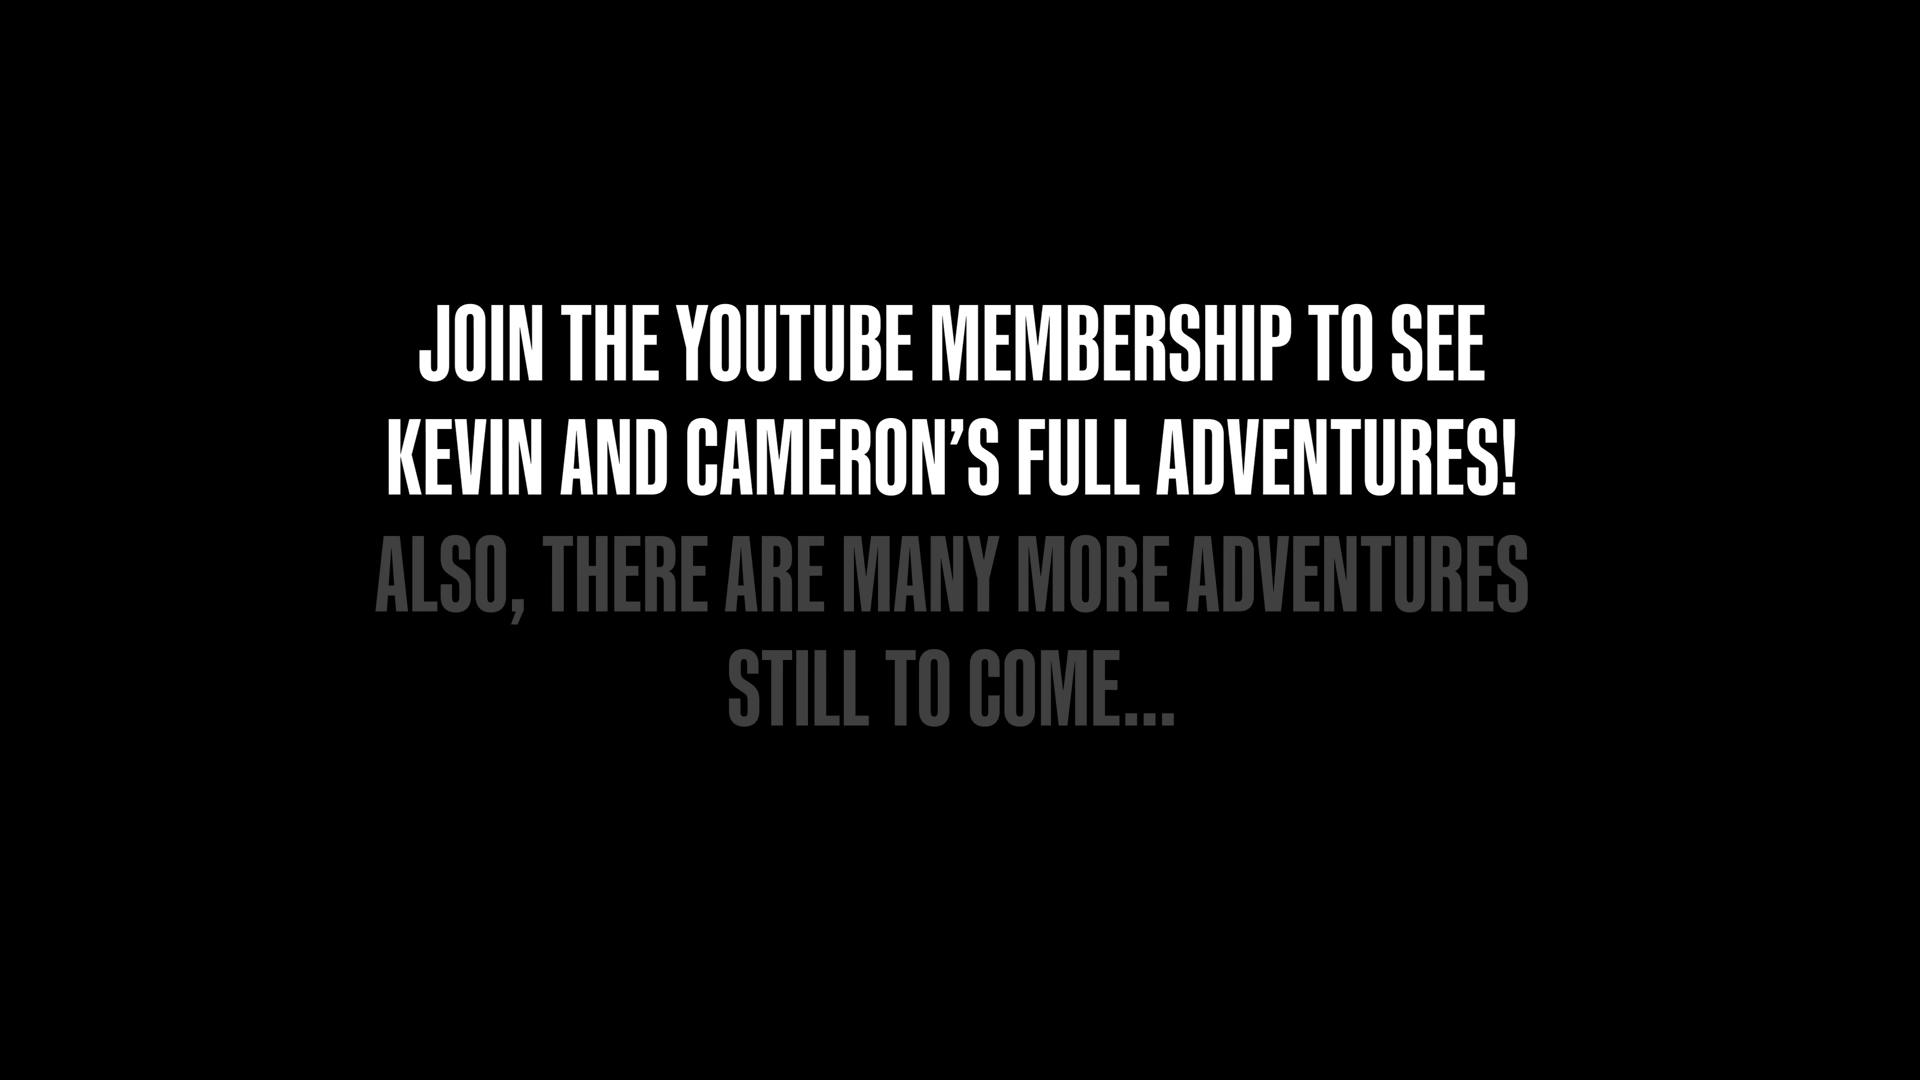 JOIN THE YOUTUBE MEMBERSHIP TO SEE
KEVIN AND CAMERON’S FULL ADVENTURES!
ALSO, THERE ARE MANY MORE ADVENTURES
STILL TO COME...